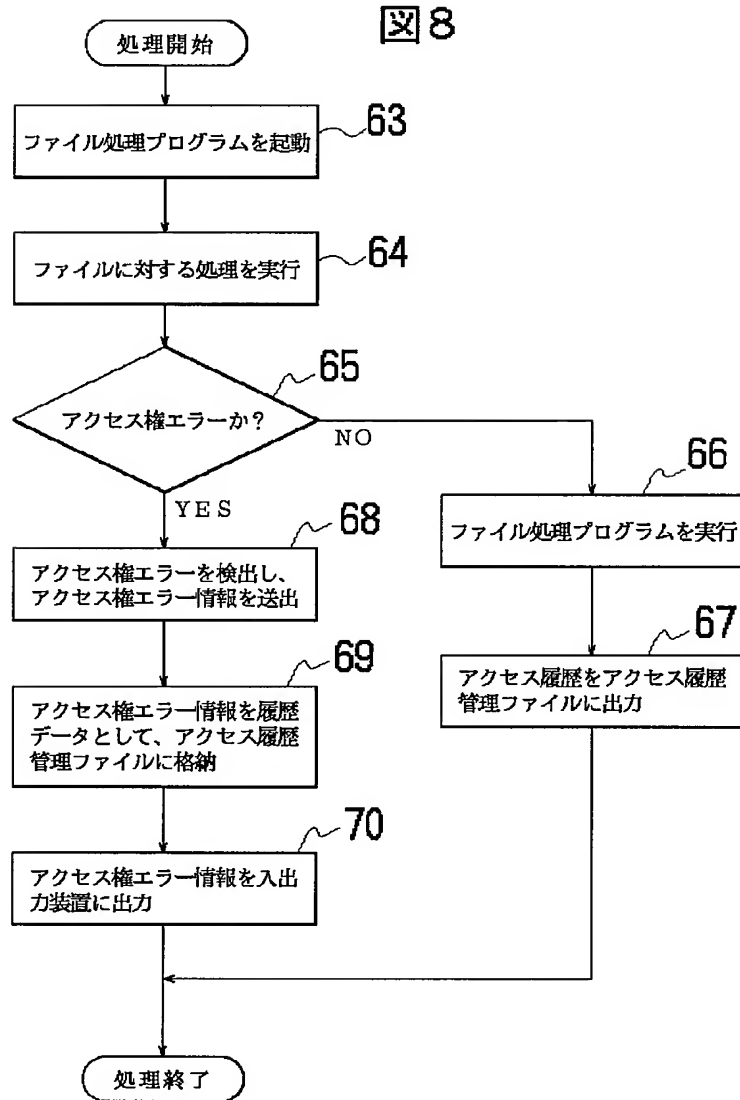 図8
処理開始
ファイル処理プログラムを起動
63
ファイルに対する処理を実行
64
アクセス権エラーか?
65
NO
YES
ファイル処理プログラムを実行
66
アクセス履歴をアクセス履歴
管理ファイルに出力
67
アクセス権エラーを検出し、
アクセス権エラー情報を送出
68
アクセス権エラー情報を履歴
データとして、アクセス履歴
管理ファイルに格納
69
アクセス権エラー情報を入出
力装置に出力
70
処理終了